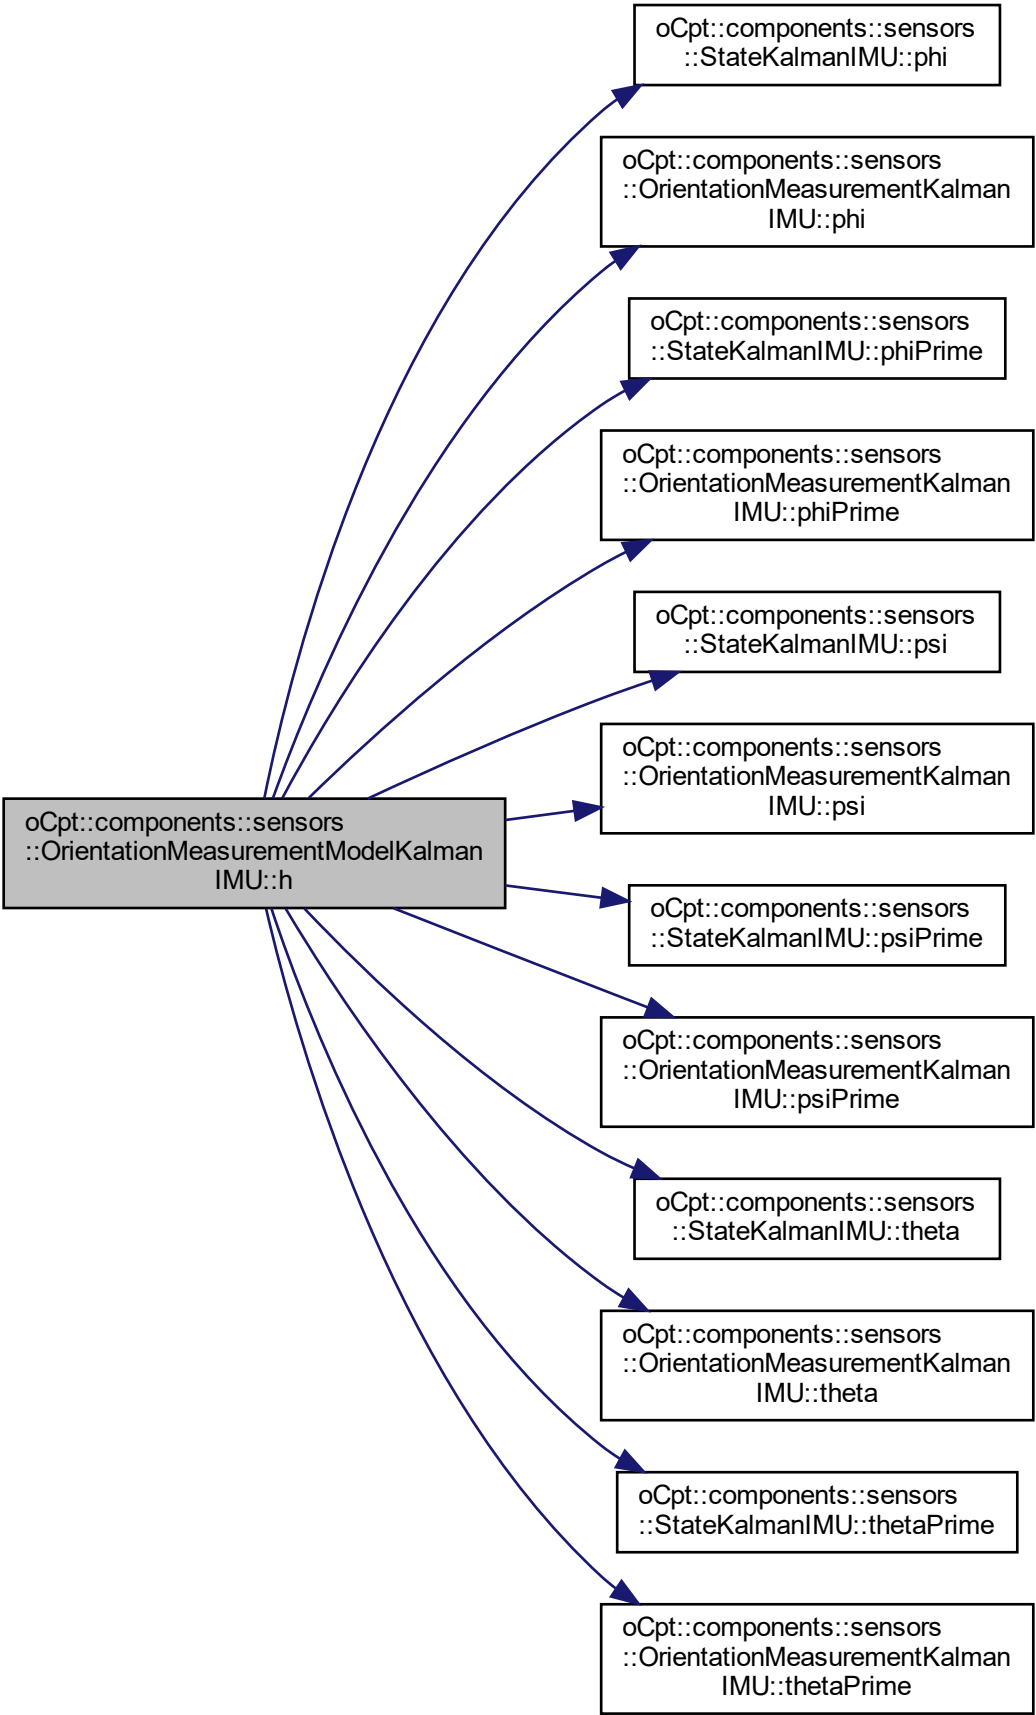 oCpt::components::sensors
::StateKalmanIMU::phi
oCpt::components::sensors
::OrientationMeasurementKalman
IMU::phi
oCpt::components::sensors
::StateKalmanIMU::phiPrime
oCpt::components::sensors
::OrientationMeasurementKalman
IMU::phiPrime
oCpt::components::sensors
::StateKalmanIMU::psi
oCpt::components::sensors
::OrientationMeasurementKalman
IMU::psi
oCpt::components::sensors
::OrientationMeasurementModelKalman
IMU::h
oCpt::components::sensors
::StateKalmanIMU::psiPrime
oCpt::components::sensors
::OrientationMeasurementKalman
IMU::psiPrime
oCpt::components::sensors
::StateKalmanIMU::theta
oCpt::components::sensors
::OrientationMeasurementKalman
IMU::theta
oCpt::components::sensors
::StateKalmanIMU::thetaPrime
oCpt::components::sensors
::OrientationMeasurementKalman
IMU::thetaPrime